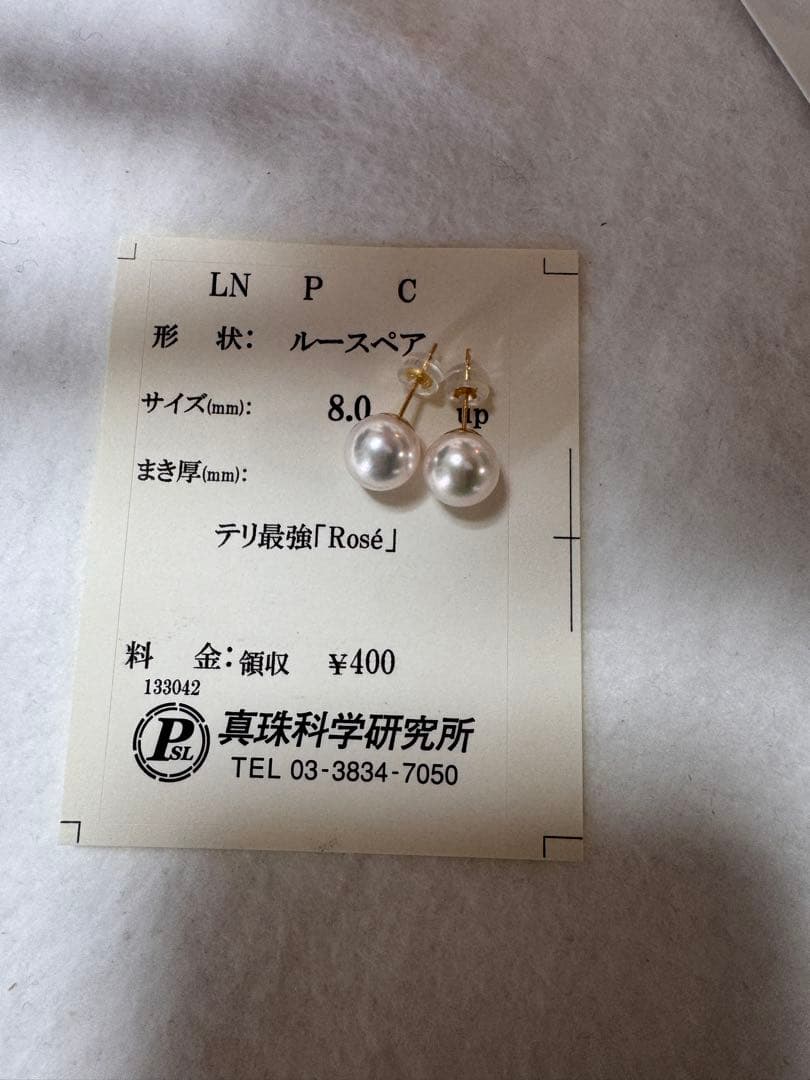 LN P C
形 状: ルースペア
サイズ(mm): 8.0 up
まき厚(mm):
テリ最強「Rosé」
料 金: 領収 ¥400
133042
PSL 真珠科学研究所
TEL 03-3834-7050